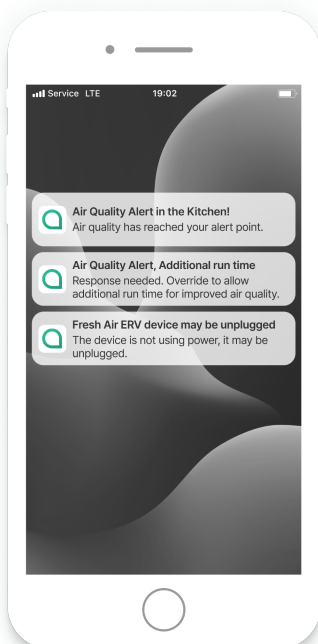 Service LTE 19:02
Air Quality Alert in the Kitchen!
Air quality has reached your alert point.
Air Quality Alert, Additional run time
Response needed. Override to allow
additional run time for improved air quality.
Fresh Air ERV device may be unplugged
The device is not using power, it may be
unplugged.